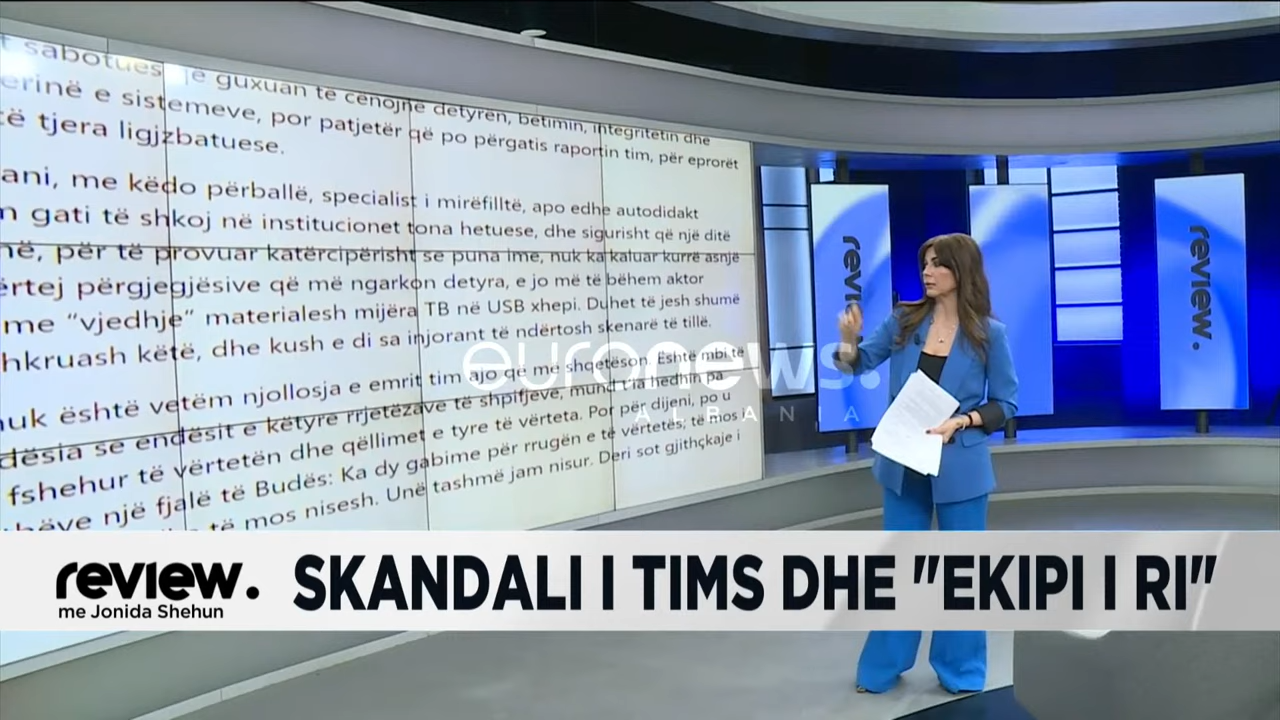 sabotues që guxuan të cënojnë detyrën, betimin, integritetin dhe
erinë e sistemeve, por patjetër që po përgatis raportin tim, për eprorët
të tjera ligjzbatuese.
ani, me këdo përballë, specialist i mirëfilltë, apo edhe autodidakt
gati të shkoj në institucionet tona hetuese, dhe sigurisht që një ditë
në, për të provuar katërcipërisht se puna ime, nuk ka kaluar kurrë asnjë
ërtej përgjegjësive që më ngarkon detyra, e jo më të bëhem aktor
me “vjedhje” materialesh mijëra TB në USB xhepi. Duhet të jesh shumë
hkruash këtë, dhe kush e di sa injorant të ndërtosh skenarë të tillë.
nuk është vetëm njollosja e emrit tim ajo që më shqetëson. Është mbi të
dësia se endësit e këtyre rrjetëzave të shpifjeve, mund t'ia hedhin pa
fshehur të vërtetën dhe qëllimet e tyre të vërteta. Por për dijeni, po u
një fjalë të Budës: Ka dy gabime për rrugën e të vërtetës; të mos
të mos nisesh. Unë tashmë jam nisur. Deri sot gjithçkaje i
review.
review.
euronews.
ALBANIA
review.
me Jonida Shehun
SKANDALI I TIMS DHE "EKIPI I RI"